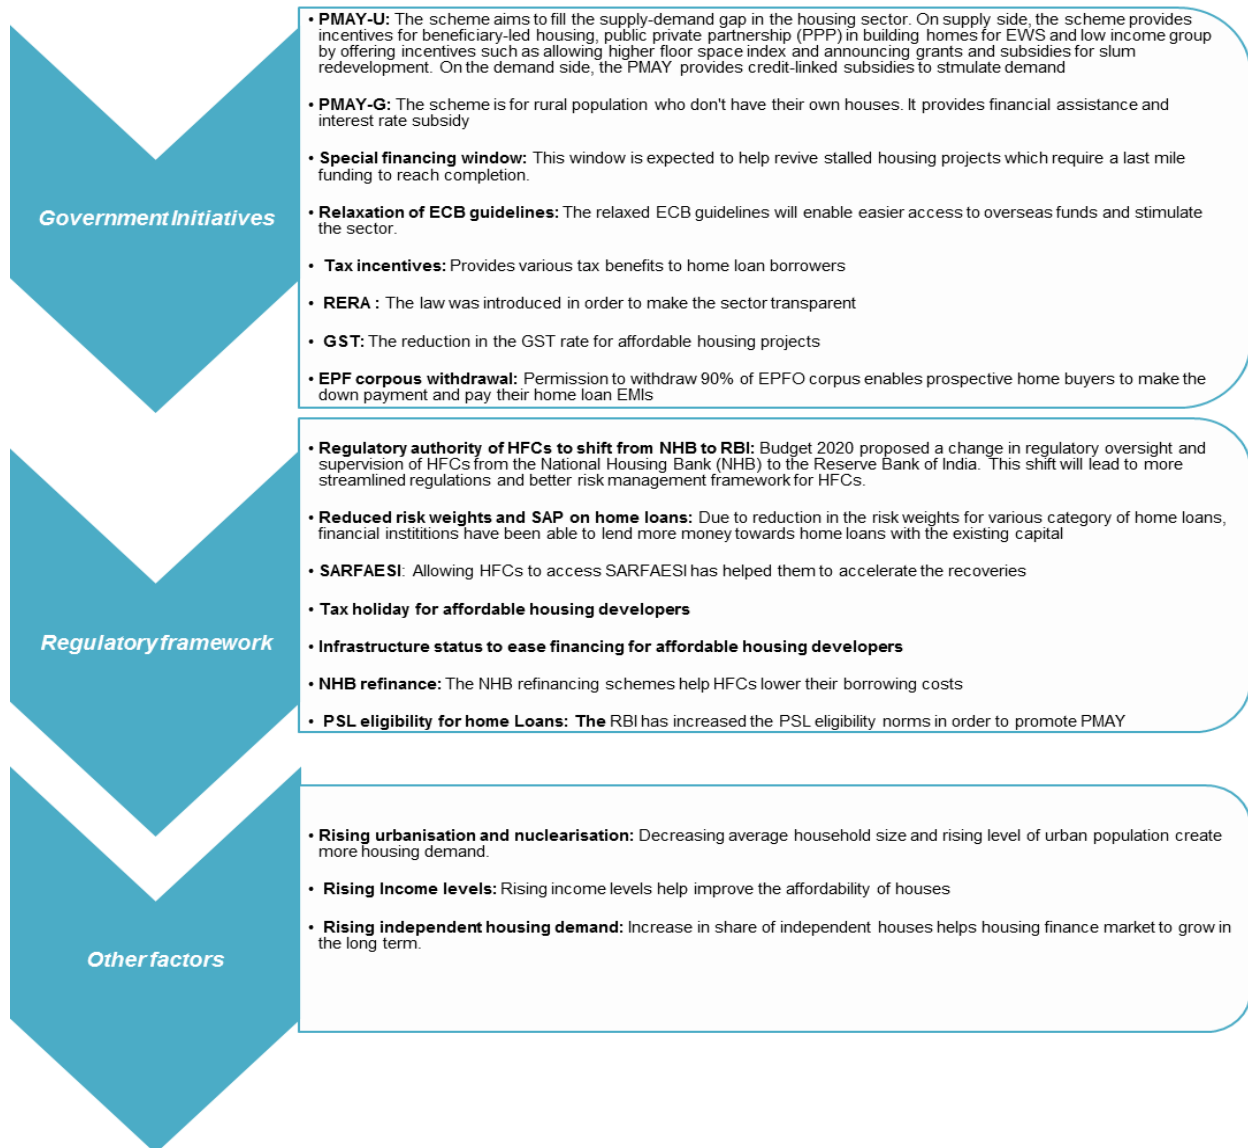 Government Initiatives
• PMAY-U: The scheme aims to fill the supply-demand gap in the housing sector. On supply side, the scheme provides
incentives for beneficiary-led housing, public private partnership (PPP) in building homes for EWS and low income group
by offering incentives such as allowing higher floor space index and announcing grants and subsidies for slum
redevelopment. On the demand side, the PMAY provides credit-linked subsidies to stmulate demand
• PMAY-G: The scheme is for rural population who don't have their own houses. It provides financial assistance and
interest rate subsidy
• Special financing window: This window is expected to help revive stalled housing projects which require a last mile
funding to reach completion.
• Relaxation of ECB guidelines: The relaxed ECB guidelines will enable easier access to overseas funds and stimulate
the sector.
• Tax incentives: Provides various tax benefits to home loan borrowers
• RERA : The law was introduced in order to make the sector transparent
• GST: The reduction in the GST rate for affordable housing projects
• EPF corpous withdrawal: Permission to withdraw 90% of EPFO corpus enables prospective home buyers to make the
down payment and pay their home loan EMIs
Regulatory framework
• Regulatory authority of HFCs to shift from NHB to RBI: Budget 2020 proposed a change in regulatory oversight and
supervision of HFCs from the National Housing Bank (NHB) to the Reserve Bank of India. This shift will lead to more
streamlined regulations and better risk management framework for HFCs.
• Reduced risk weights and SAP on home loans: Due to reduction in the risk weights for various category of home loans,
financial instititions have been able to lend more money towards home loans with the existing capital
• SARFAESI: Allowing HFCs to access SARFAESI has helped them to accelerate the recoveries
• Tax holiday for affordable housing developers
• Infrastructure status to ease financing for affordable housing developers
• NHB refinance: The NHB refinancing schemes help HFCs lower their borrowing costs
• PSL eligibility for home Loans: The RBI has increased the PSL eligibility norms in order to promote PMAY
Other factors
• Rising urbanisation and nuclearisation: Decreasing average household size and rising level of urban population create
more housing demand.
• Rising Income levels: Rising income levels help improve the affordability of houses
• Rising independent housing demand: Increase in share of independent houses helps housing finance market to grow in
the long term.